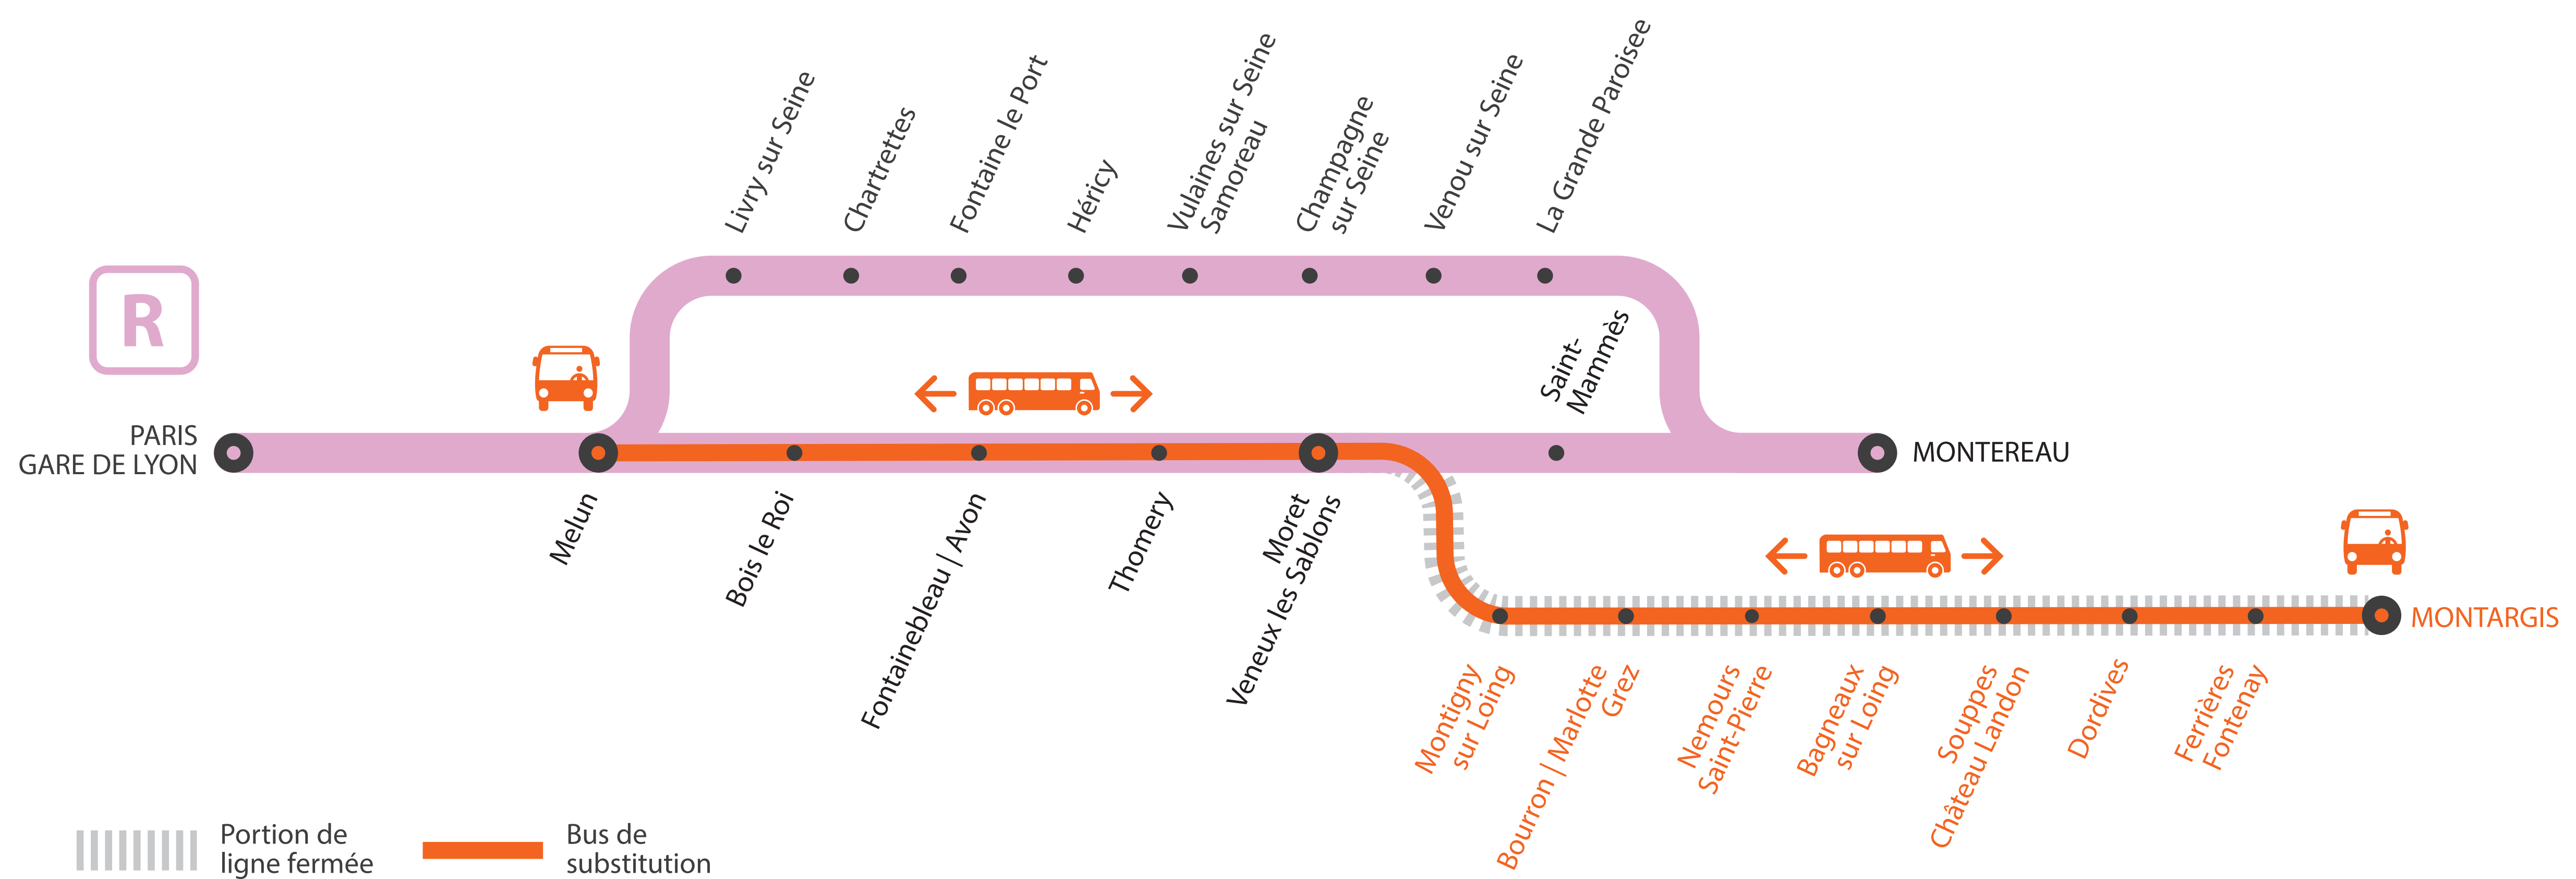 Livry sur Seine
Chartrettes
Fontaine le Port
Héricy
Vulaines sur Seine
Samoreau
Champagne
sur Seine
Venou sur Seine
La Grande Paroisee
R
Saint-
Mammès
PARIS
GARE DE LYON
MONTEREAU
Melun
Bois le Roi
Fontainebleau | Avon
Thomery
Moret
Veneux les Sablons
MONTARGIS
Montigny
sur Loing
Bourron | Marlotte
Grez
Nemours
Saint-Pierre
Bagneaux
sur Loing
Souppes
Château Landon
Dordives
Ferrières
Fontenay
Portion de
ligne fermée
Bus de
substitution